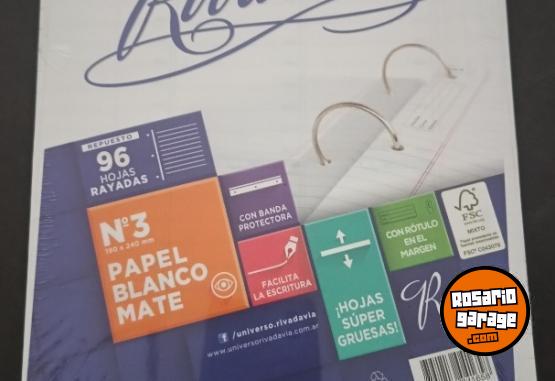 REPUESTO
96
HOJAS
RAYADAS
Nº3
190 x 240 mm
PAPEL
BLANCO
MATE
CON BANDA
PROTECTORA
FACILITA
LA ESCRITURA
¡HOJAS
SÚPER
GRUESAS!
CON RÓTULO
EN EL
MARGEN
FSC
MIXTO
/universo.rivadavia
www.universorivadavia.com.ar
ROSARIO
GARAGE
.com